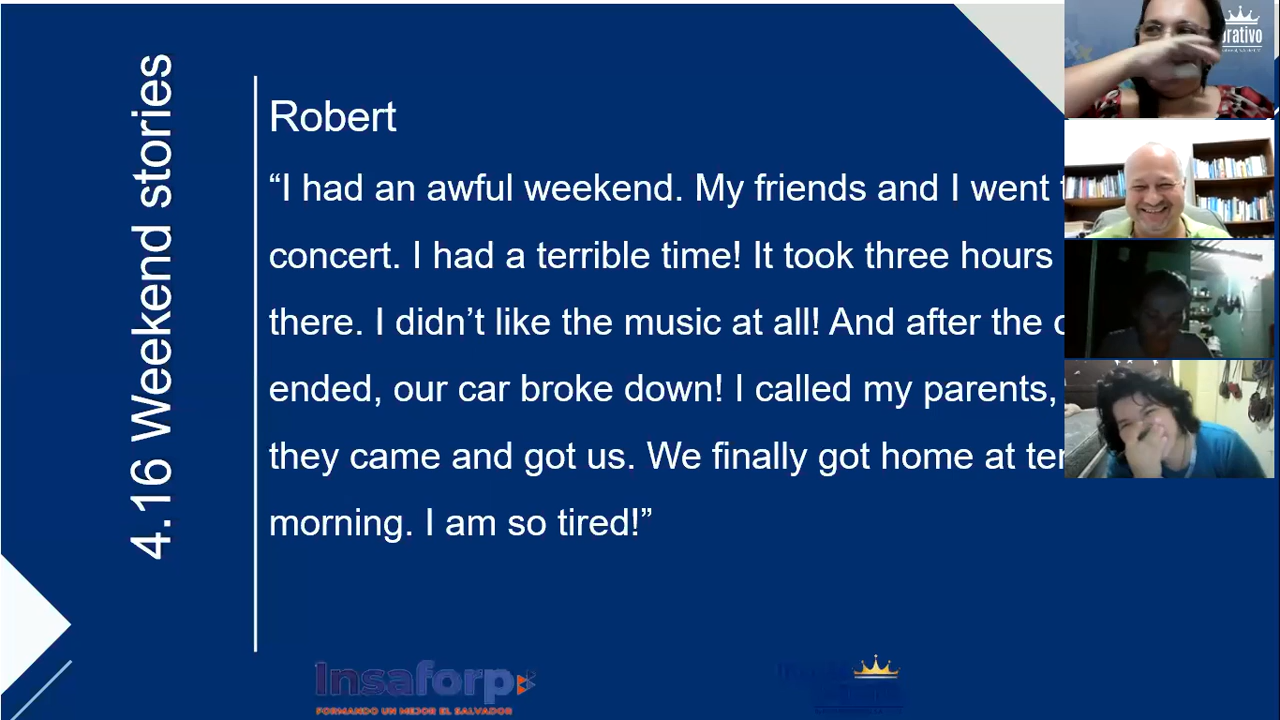 4.16 Weekend stories
Robert
“I had an awful weekend. My friends and I went
concert. I had a terrible time! It took three hours
there. I didn’t like the music at all! And after the
ended, our car broke down! I called my parents,
they came and got us. We finally got home at
morning. I am so tired!”
Insaforp
FORMANDO UN MEJOR EL SALVADOR